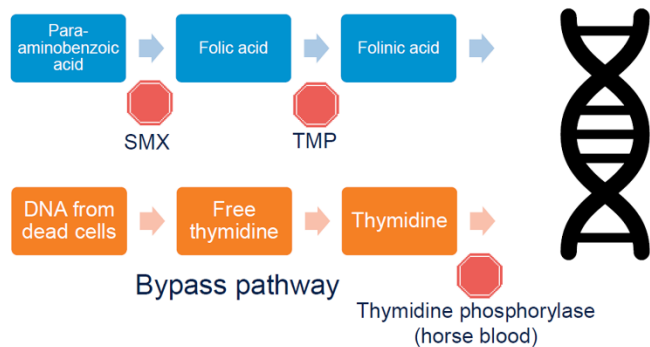 Para-
aminobenzoic
acid
Folic acid
Folinic acid
SMX
TMP
DNA from
dead cells
Free
thymidine
Thymidine
Bypass pathway
Thymidine phosphorylase
(horse blood)